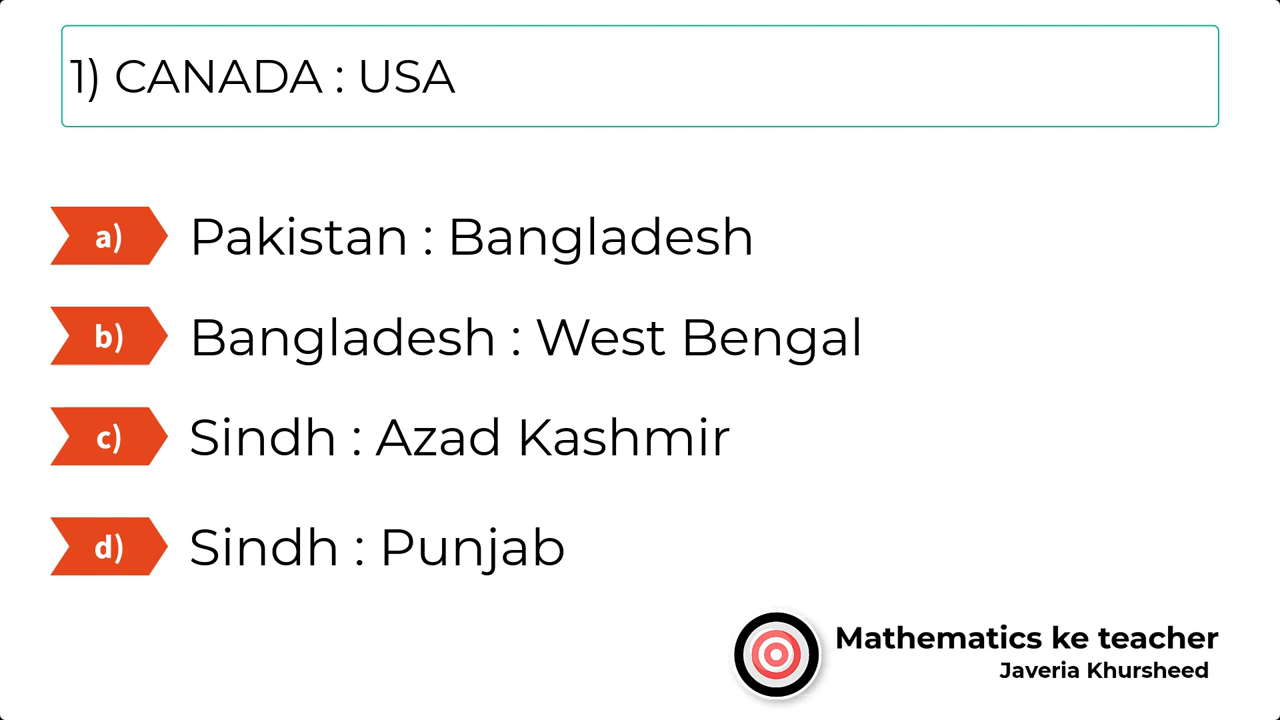 1) CANADA : USA
a) Pakistan : Bangladesh
b) Bangladesh : West Bengal
c) Sindh : Azad Kashmir
d) Sindh : Punjab
Mathematics ke teacher
Javeria Khursheed